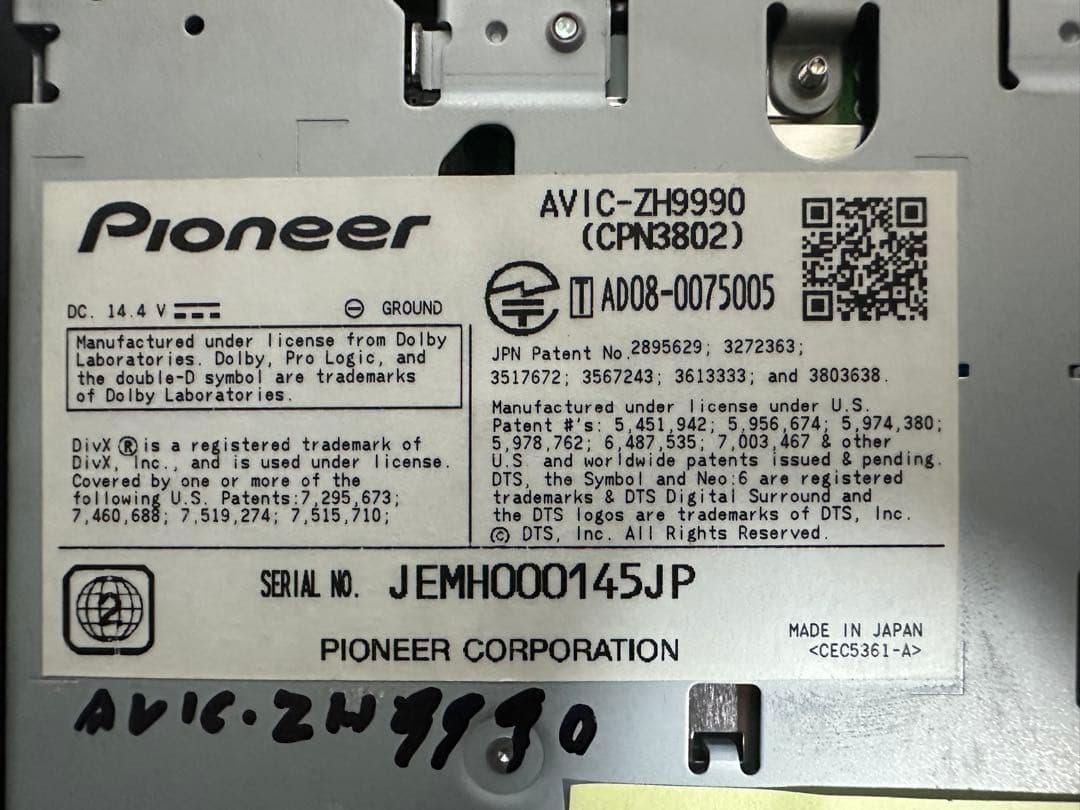 Pioneer
AVIC-ZH9990
(CPN3802)
T AD08-0075005
DC. 14.4 V
⊖ GROUND
Manufactured under license from Dolby
Laboratories. Dolby, Pro Logic, and
the double-D symbol are trademarks
of Dolby Laboratories.
DivX ® is a registered trademark of
DivX, Inc., and is used under license.
Covered by one or more of the
following U.S. Patents:7,295,673;
7,460,688; 7,519,274; 7,515,710;
JPN Patent No.2895629; 3272363;
3517672; 3567243; 3613333; and 3803638.
Manufactured under license under U.S.
Patent #'s: 5,451,942; 5,956,674; 5,974,380;
5,978,762; 6,487,535; 7,003,467 & other
U.S. and worldwide patents issued & pending.
DTS, the Symbol and Neo:6 are registered
trademarks & DTS Digital Surround and
the DTS logos are trademarks of DTS, Inc.
© DTS, Inc. All Rights Reserved.
2
SERIAL NO. JEMH000145JP
PIONEER CORPORATION
MADE IN JAPAN
<CEC5361-A>
AVIC-ZH9990